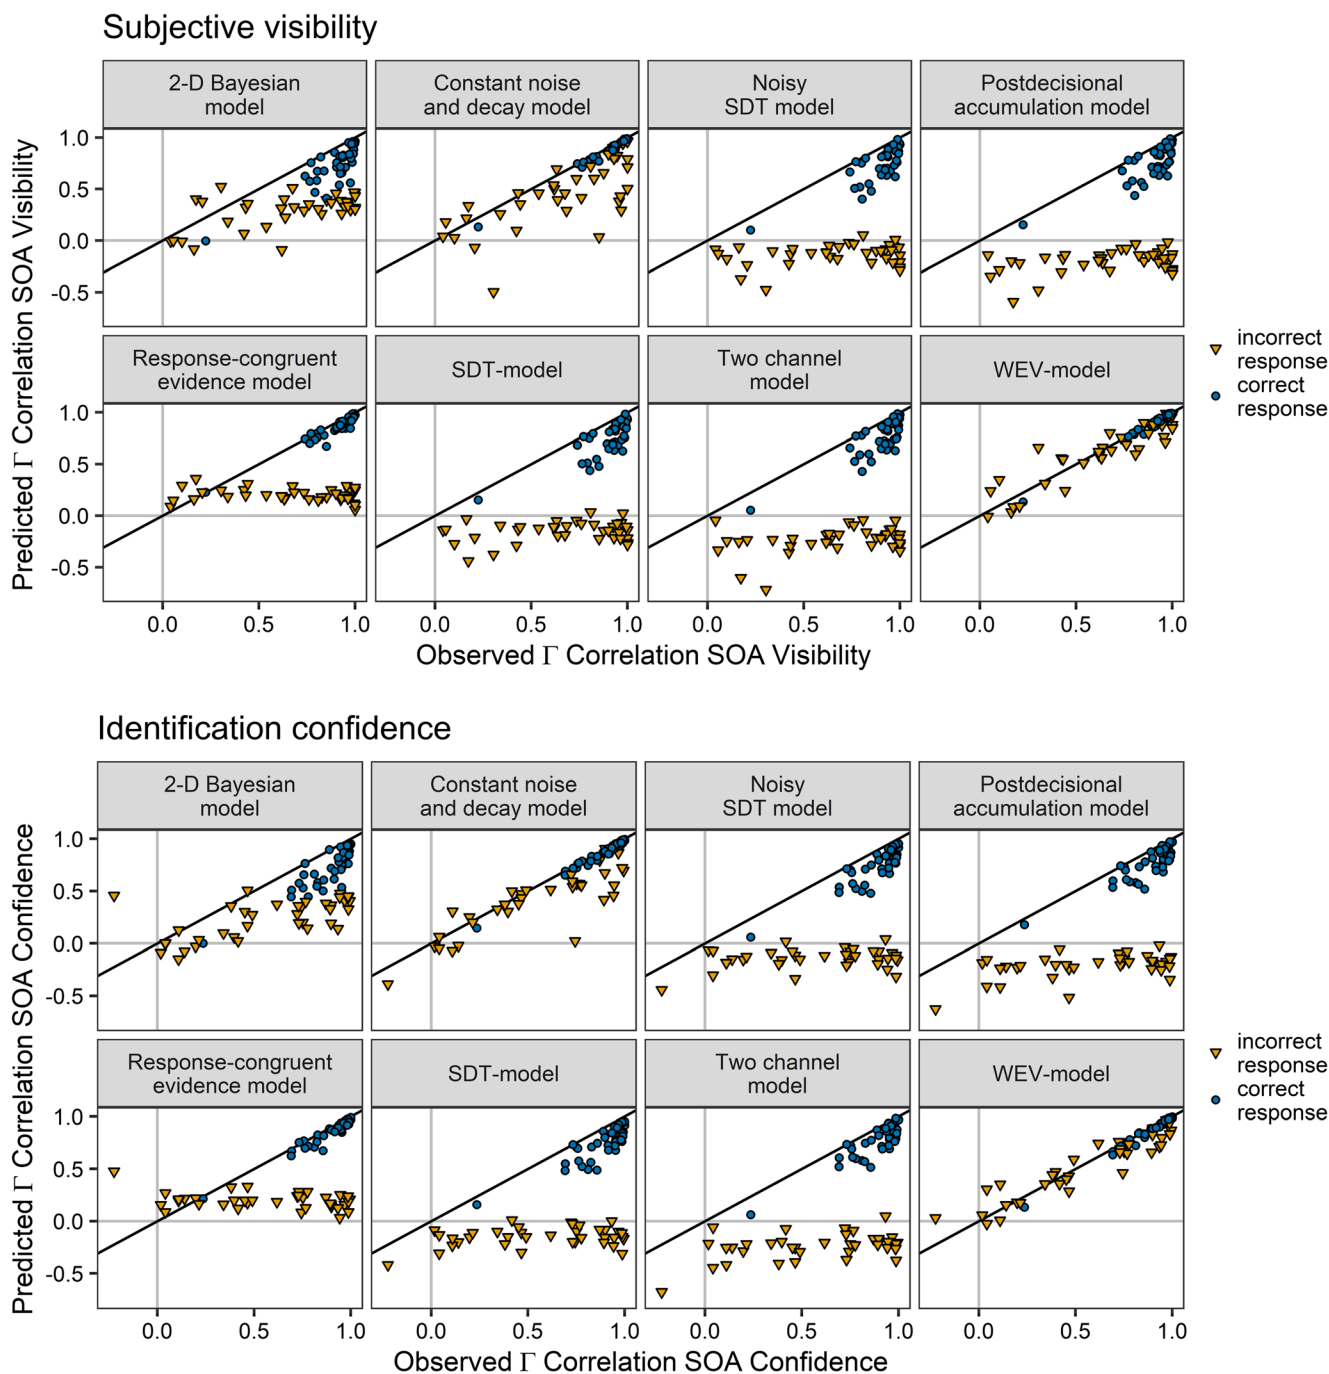 Subjective visibility
2-D Bayesian
model
Constant noise
and decay model
Noisy
SDT model
Postdecisional
accumulation model
1.0
0.5
0.0
-0.5
Response-congruent
evidence model
SDT-model
Two channel
model
WEV-model
1.0
0.5
0.0
-0.5
0.0 0.5 1.0 0.0 0.5 1.0 0.0 0.5 1.0 0.0 0.5 1.0
Predicted Γ Correlation SOA Visibility
Observed Γ Correlation SOA Visibility
incorrect
response
correct
response
Identification confidence
2-D Bayesian
model
Constant noise
and decay model
Noisy
SDT model
Postdecisional
accumulation model
1.0
0.5
0.0
-0.5
Response-congruent
evidence model
SDT-model
Two channel
model
WEV-model
1.0
0.5
0.0
-0.5
0.0 0.5 1.0 0.0 0.5 1.0 0.0 0.5 1.0 0.0 0.5 1.0
Predicted Γ Correlation SOA Confidence
Observed Γ Correlation SOA Confidence
incorrect
response
correct
response